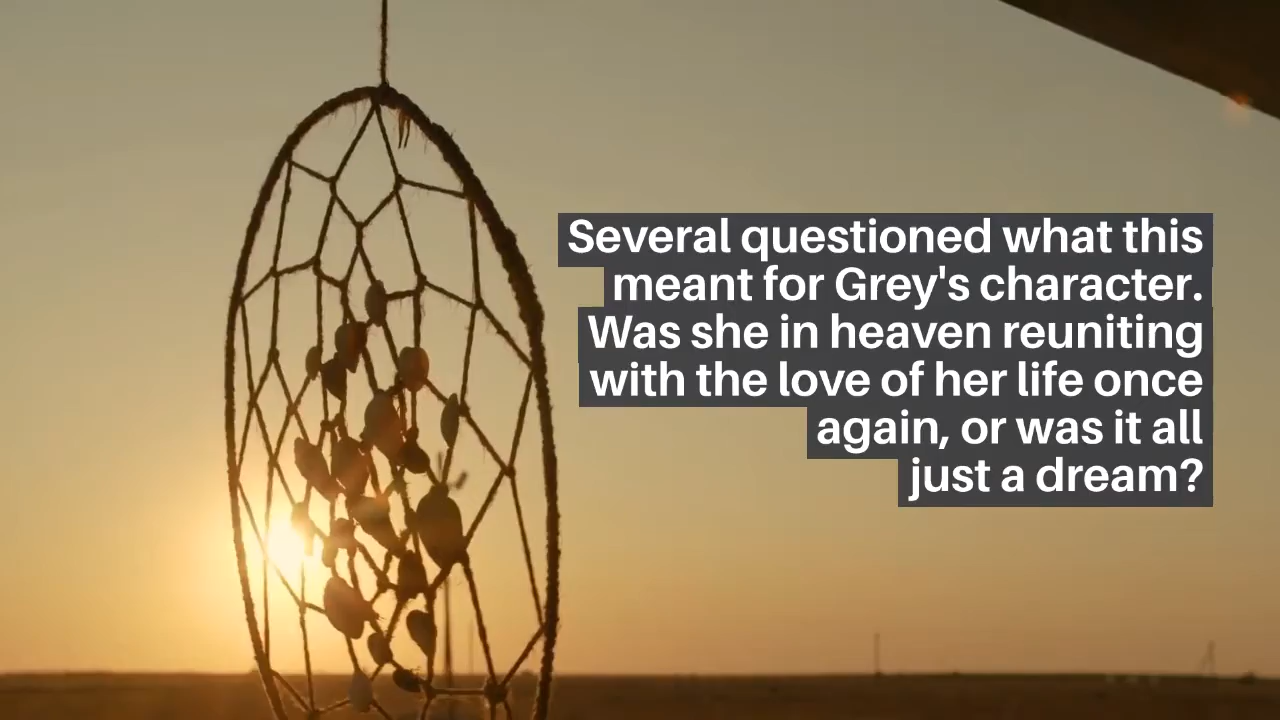 Several questioned what this
meant for Grey's character.
Was she in heaven reuniting
with the love of her life once
again, or was it all
just a dream?